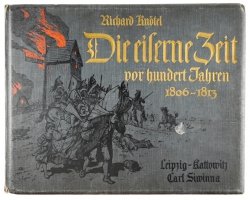 Richard Knötel
Die eiserne Zeit
vor hundert Jahren
1806-1813
Leipzig-Kattowitz
Carl Siwinna